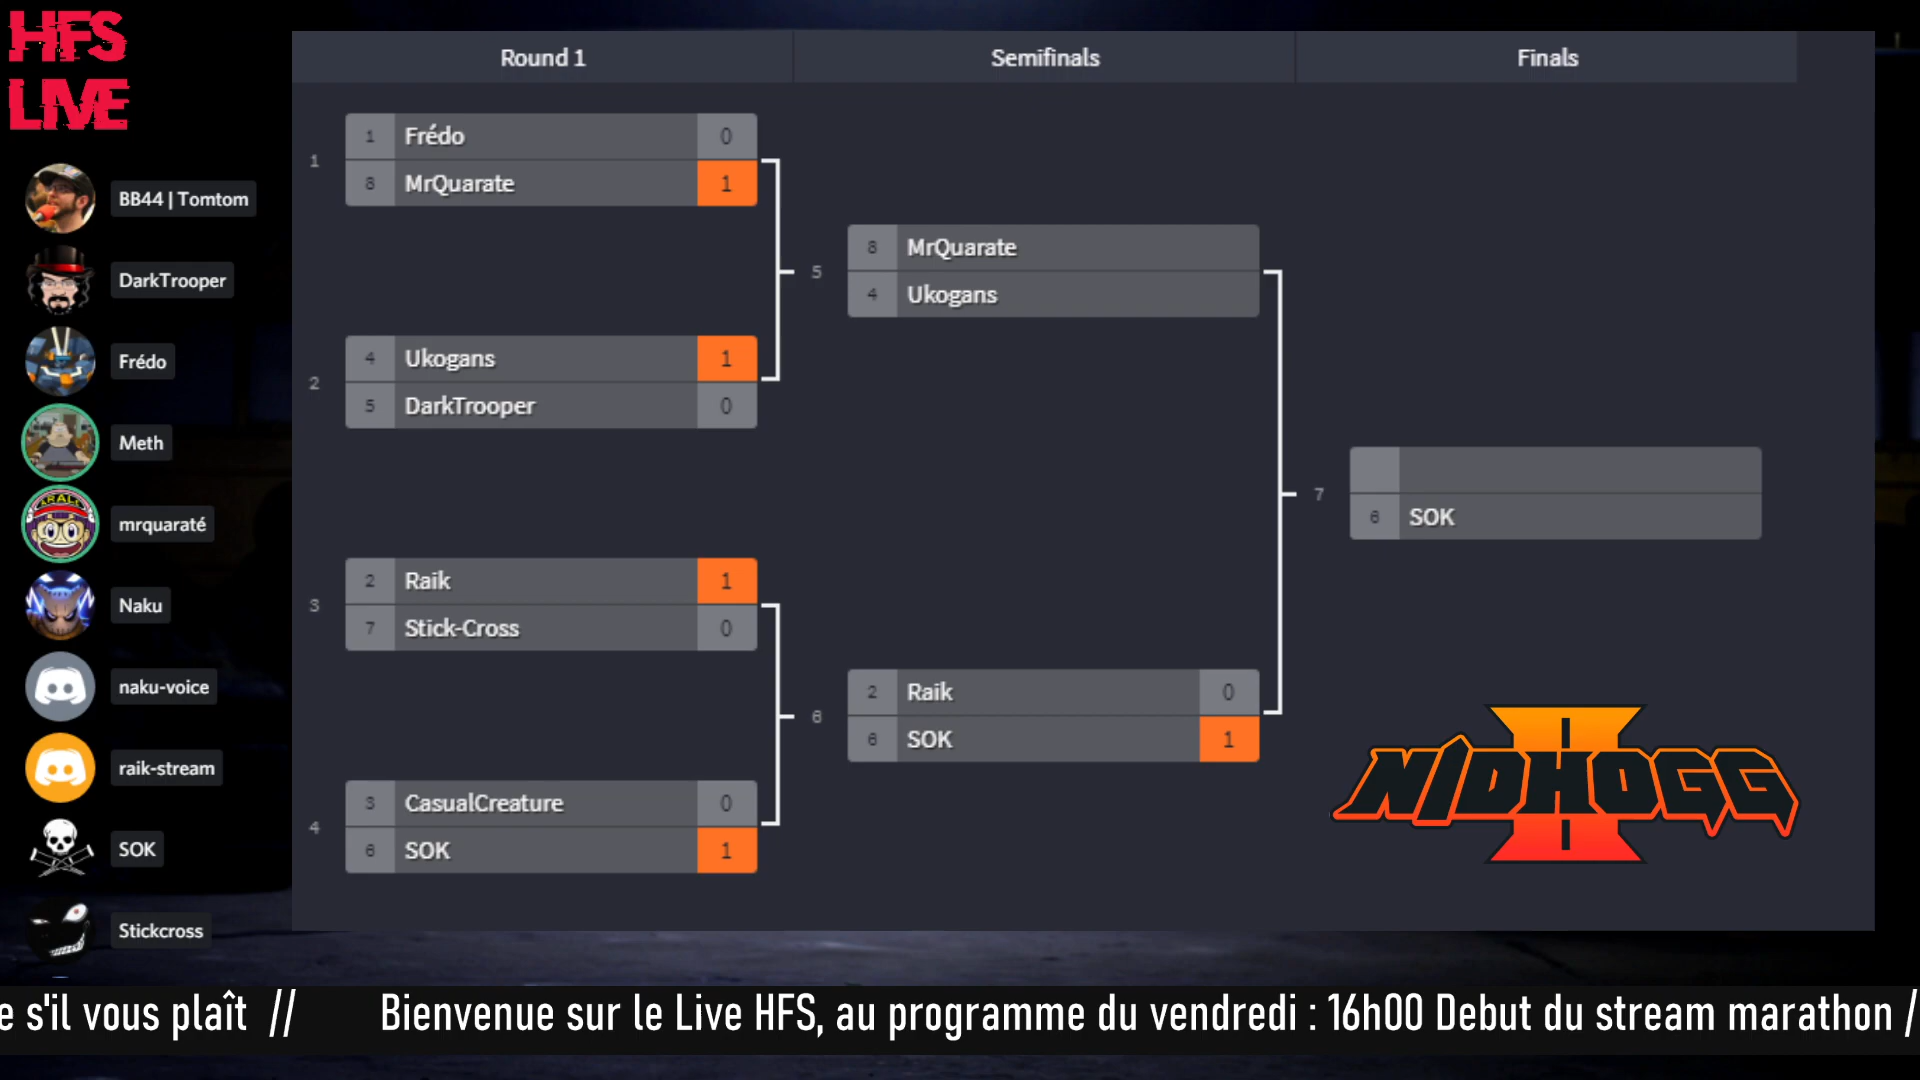 HFS
LIVE
BB44 | Tomtom
DarkTrooper
Frédo
Meth
mrquaraté
Naku
naku-voice
raik-stream
SOK
Stickcross
Round 1
Semifinals
Finals
1
1 Frédo 0
8 MrQuarate 1
2
4 Ukogans 1
5 DarkTrooper 0
3
2 Raik 1
7 Stick-Cross 0
4
3 CasualCreature 0
6 SOK 1
5
8 MrQuarate
4 Ukogans
6
2 Raik 0
6 SOK 1
7
6 SOK
NIDHOGG
II
e s'il vous plaît // Bienvenue sur le Live HFS, au programme du vendredi : 16h00 Debut du stream marathon /